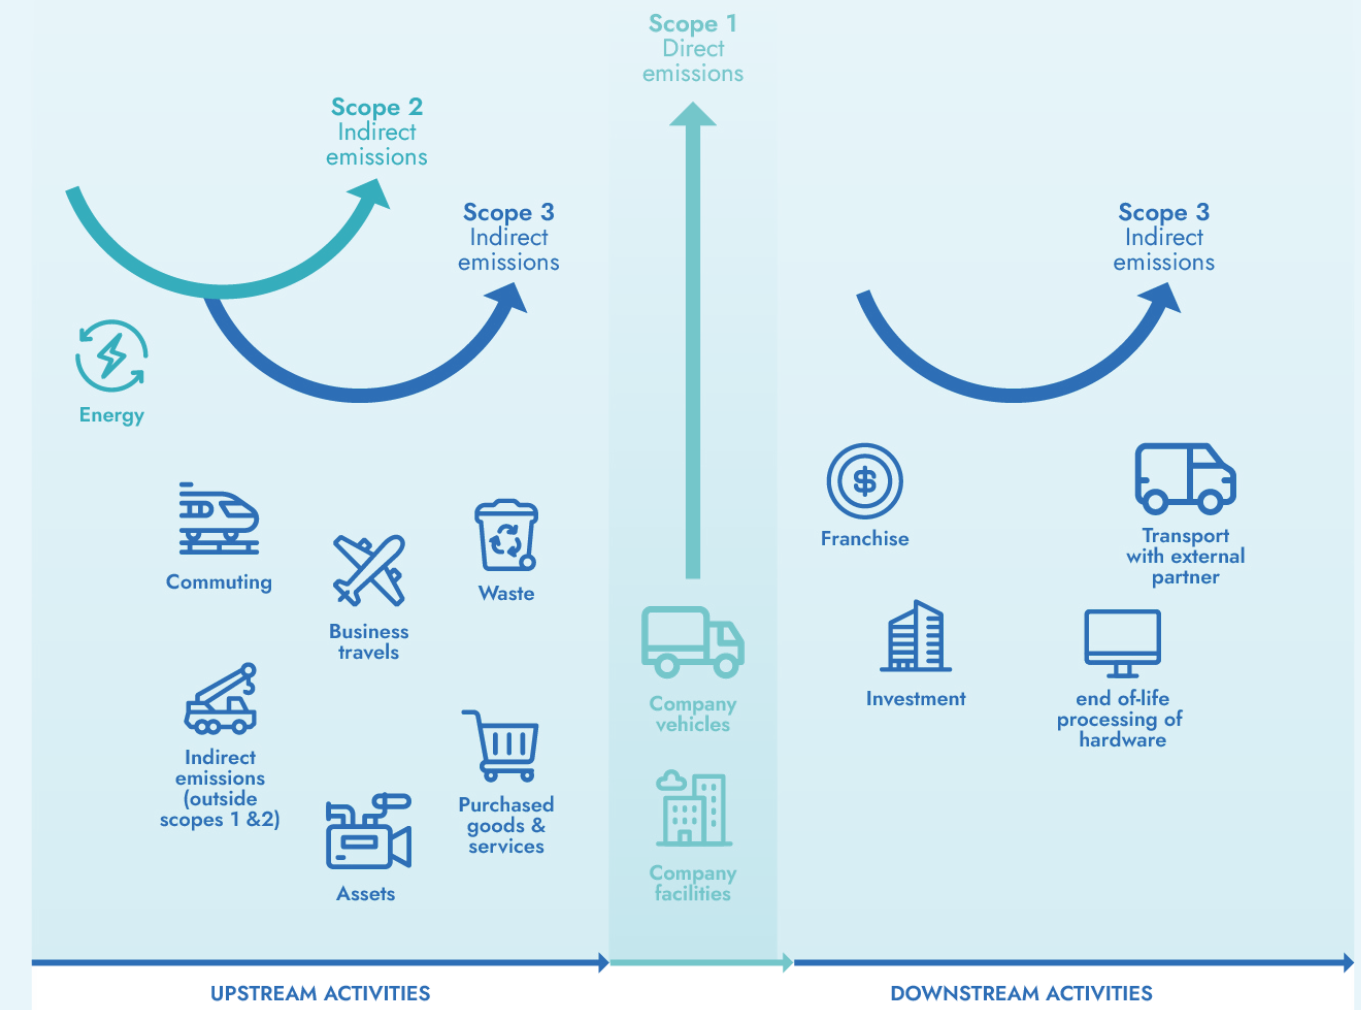 Scope 1
Direct
emissions
Scope 2
Indirect
emissions
Scope 3
Indirect
emissions
Scope 3
Indirect
emissions
Energy
Commuting
Business
travels
Waste
Indirect
emissions
(outside
scopes 1 &2)
Assets
Purchased
goods &
services
Company
vehicles
Company
facilities
Franchise
Transport
with external
partner
Investment
end of-life
processing of
hardware
UPSTREAM ACTIVITIES
DOWNSTREAM ACTIVITIES